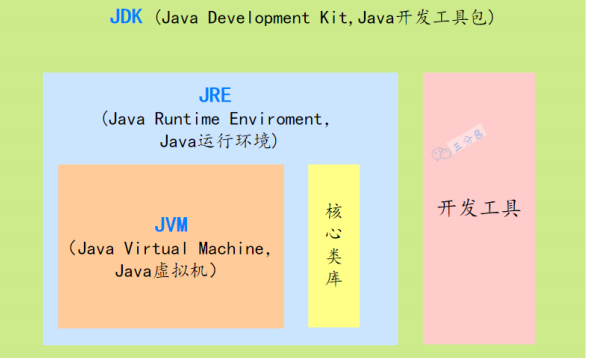 JDK (Java Development Kit,Java开发工具包)
JRE
(Java Runtime Enviroment,
Java运行环境)
JVM
(Java Virtual Machine,
Java虚拟机)
核
心
类
库
开发工具